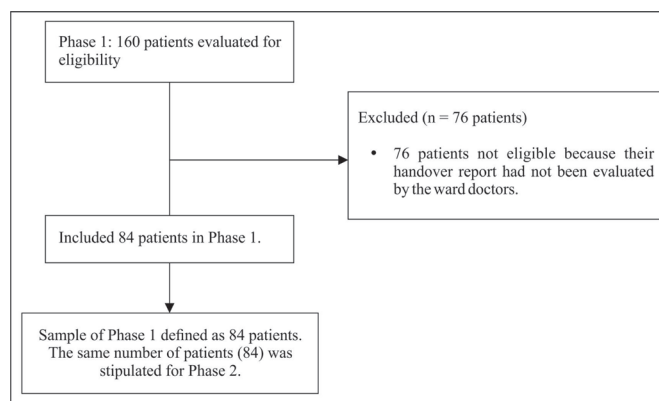 Phase 1: 160 patients evaluated for
eligibility
Excluded (n = 76 patients)
• 76 patients not eligible because their
handover report had not been evaluated
by the ward doctors.
Included 84 patients in Phase 1.
Sample of Phase 1 defined as 84 patients.
The same number of patients (84) was
stipulated for Phase 2.